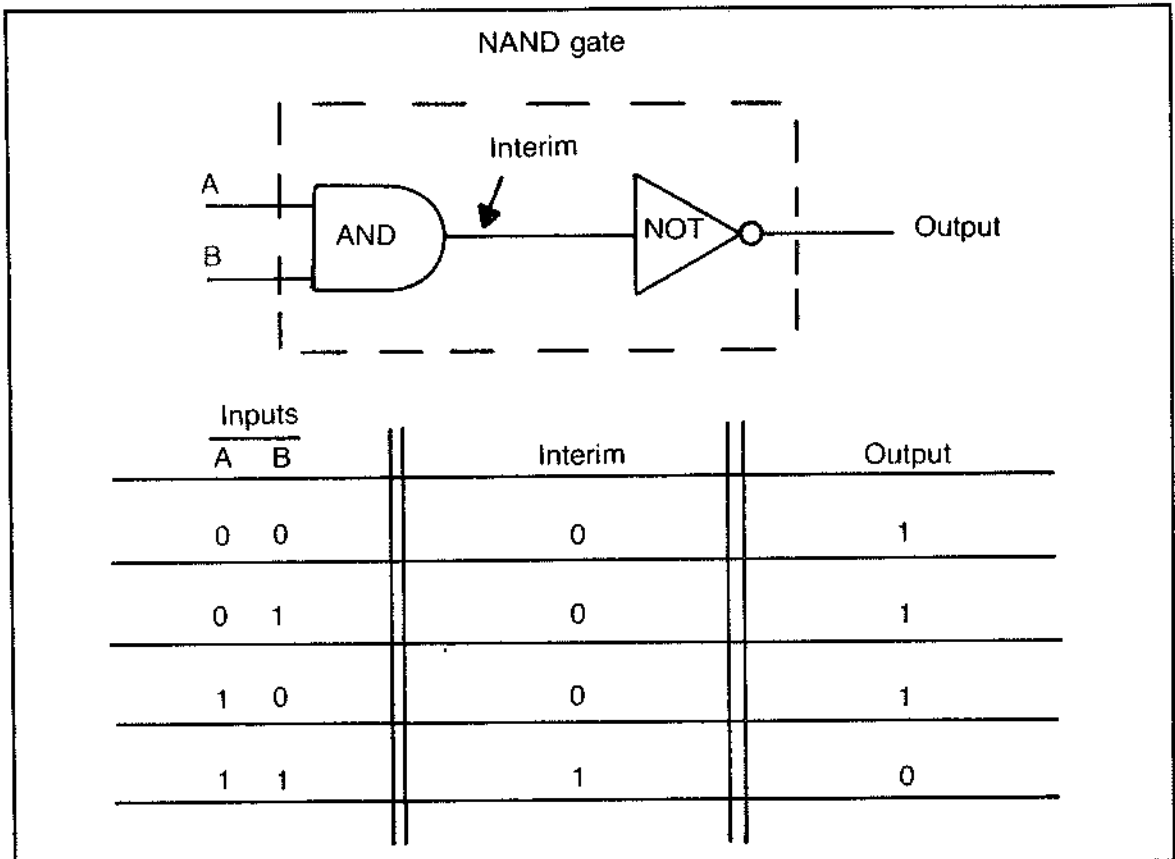 NAND gate
Interim
A
AND
NOT
Output
B
Inputs
A B Interim Output
0 0 0 1
0 1 0 1
1 0 0 1
1 1 1 0